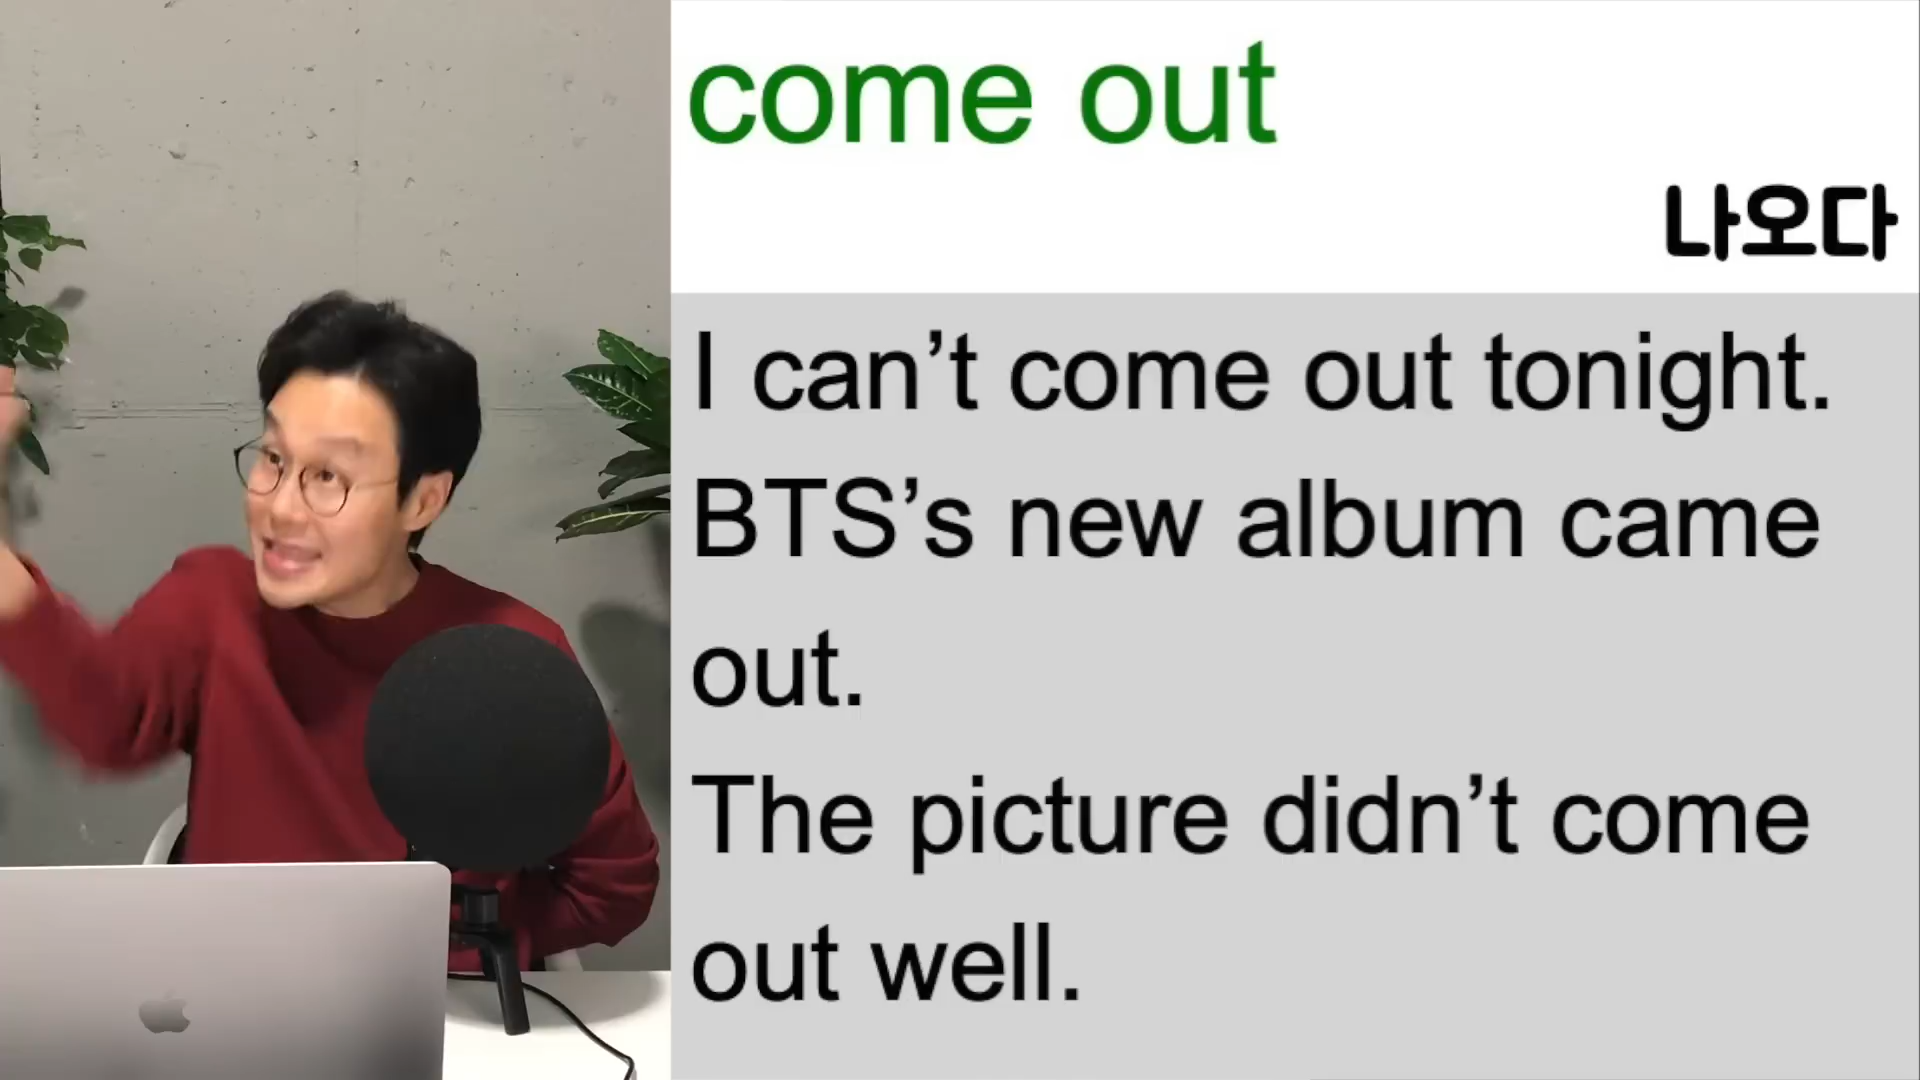 come out
나오다
I can’t come out tonight.
BTS’s new album came
out.
The picture didn’t come
out well.